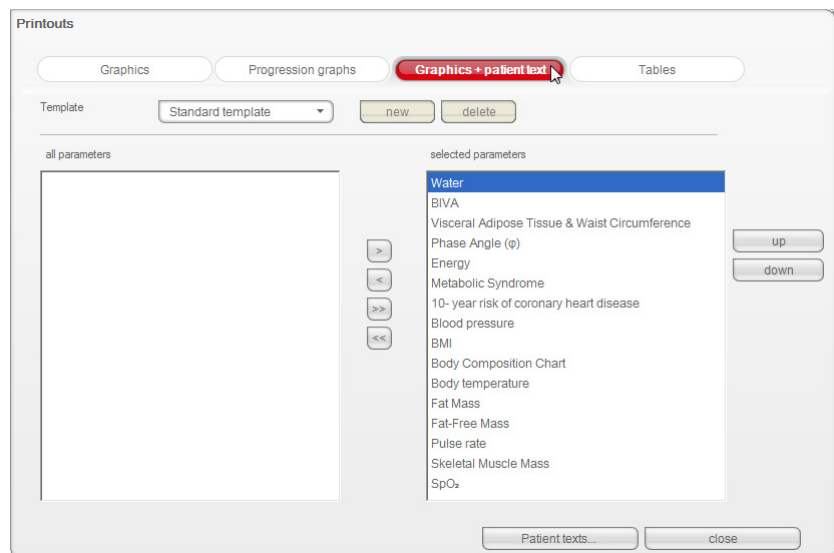 Printouts
Graphics
Progression graphs
Graphics + patient text
Tables
Template
Standard template
new
delete
all parameters
selected parameters
Water
BIVA
Visceral Adipose Tissue & Waist Circumference
Phase Angle (φ)
Energy
Metabolic Syndrome
10- year risk of coronary heart disease
Blood pressure
BMI
Body Composition Chart
Body temperature
Fat Mass
Fat-Free Mass
Pulse rate
Skeletal Muscle Mass
SpO₂
>
<
>>
<<
up
down
Patient texts...
close